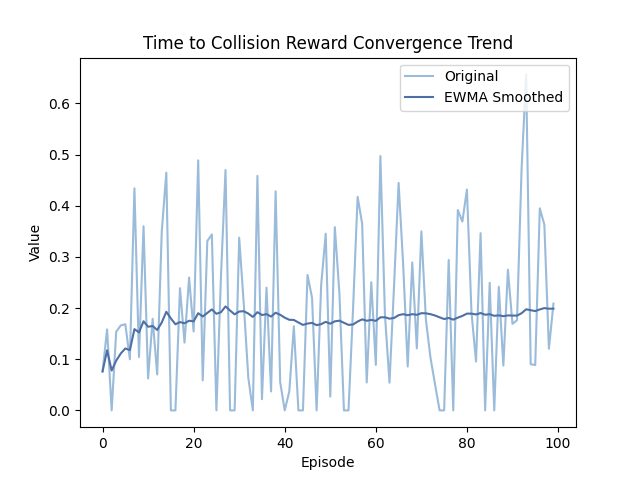 Time to Collision Reward Convergence Trend
Original
EWMA Smoothed
Value
0.6
0.5
0.4
0.3
0.2
0.1
0.0
0 20 40 60 80 100
Episode